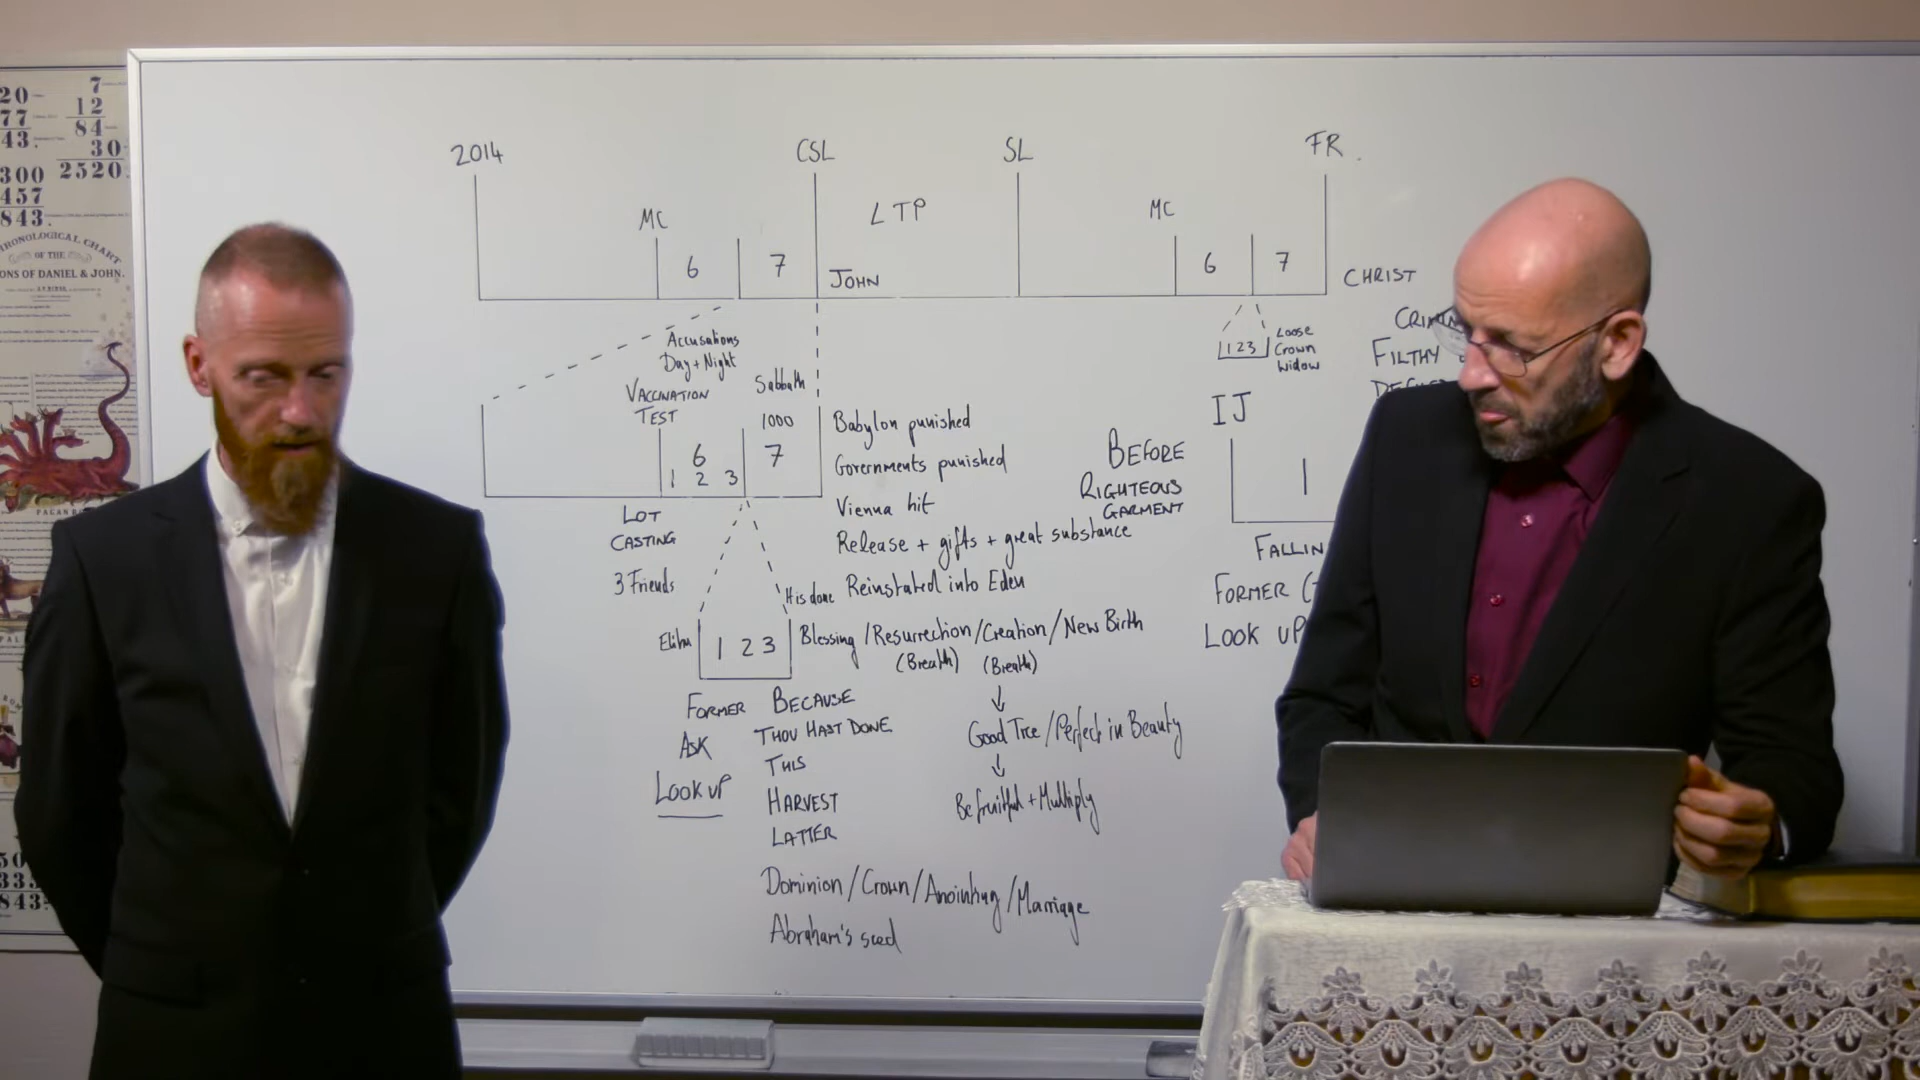 20
77
43.
7
12
84
30
2520.
300
457
843.
CHRONOLOGICAL CHART
OF THE
ONS OF DANIEL & JOHN.
2014
CSL
SL
FR.
MC
LTP
MC
6
7
JOHN
6
7
CHRIST
Accusations
Day + Night
VACCINATION
TEST
Sabbath
1000
6
7
1 2 3
LOT
CASTING
3 Friends
Babylon punished
Governments punished
Vienna hit
Release + gifts + great substance
His done Reinstated into Eden
Elihu
1 2 3
Blessing / Resurrection / Creation / New Birth
(Breath) (Breath)
↓
Good Tree / Perfect in Beauty
↓
Be fruitful + Multiply
FORMER
ASK
LOOK UP
BECAUSE
THOU HAST DONE
THIS
HARVEST
LATTER
Dominion / Crown / Anointing / Marriage
Abraham's seed
1 2 3
Loose
Crown
Widow
FILTHY
IJ
BEFORE
RIGHTEOUS
GARMENT
1
FALLIN
FORMER (
LOOK UP
843.